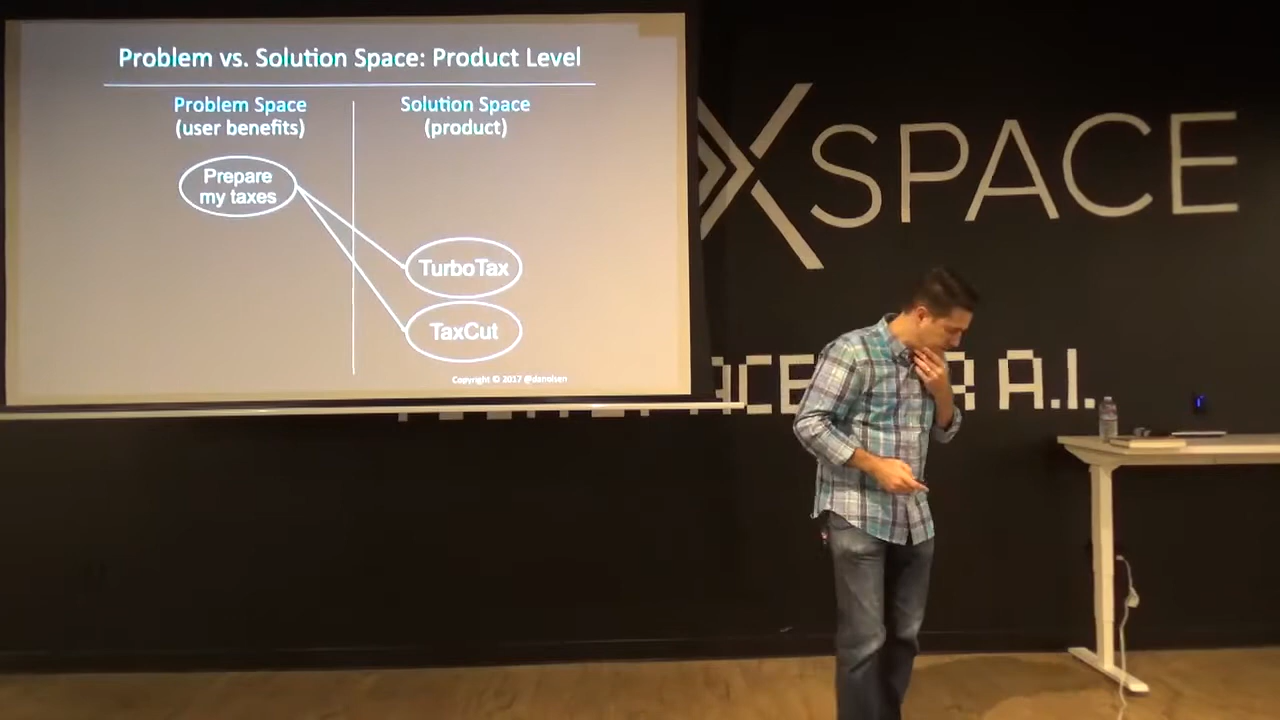 Problem vs. Solution Space: Product Level
Problem Space
(user benefits)
Solution Space
(product)
Prepare
my taxes
TurboTax
TaxCut
Copyright © 2017 @danolsen
XSPACE
A.I.